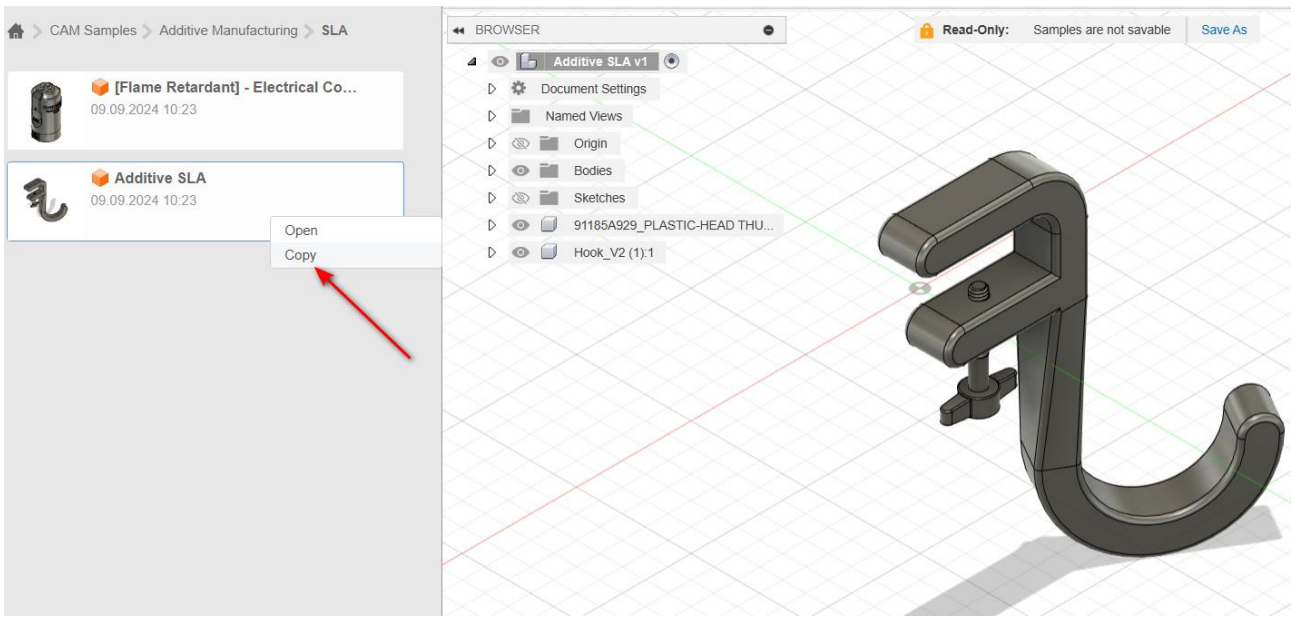 CAM Samples Additive Manufacturing SLA
[Flame Retardant] - Electrical Co...
09.09.2024 10:23
Additive SLA
09.09.2024 10:23
Open
Copy
BROWSER
Additive SLA v1
Document Settings
Named Views
Origin
Bodies
Sketches
91185A929_PLASTIC-HEAD THU...
Hook_V2 (1):1
Read-Only: Samples are not savable Save As